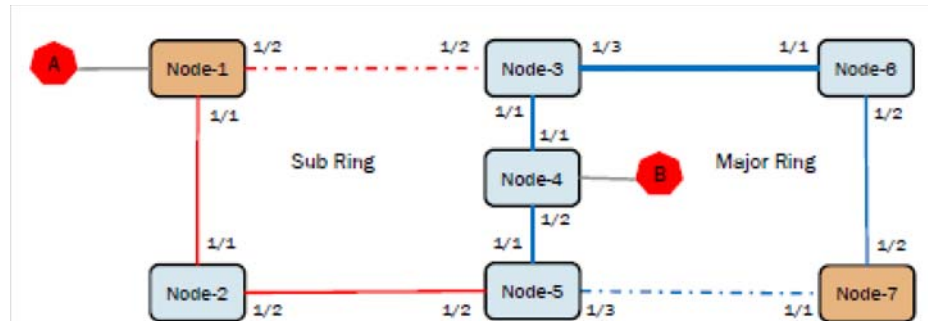 1/2
1/2
1/3
1/1
A
Node-1
Node-3
Node-6
1/1
1/1
1/2
1/1
Sub Ring
Major Ring
Node-4
B
1/2
1/1
1/1
1/2
Node-2
Node-5
Node-7
1/2
1/2
1/3
1/1